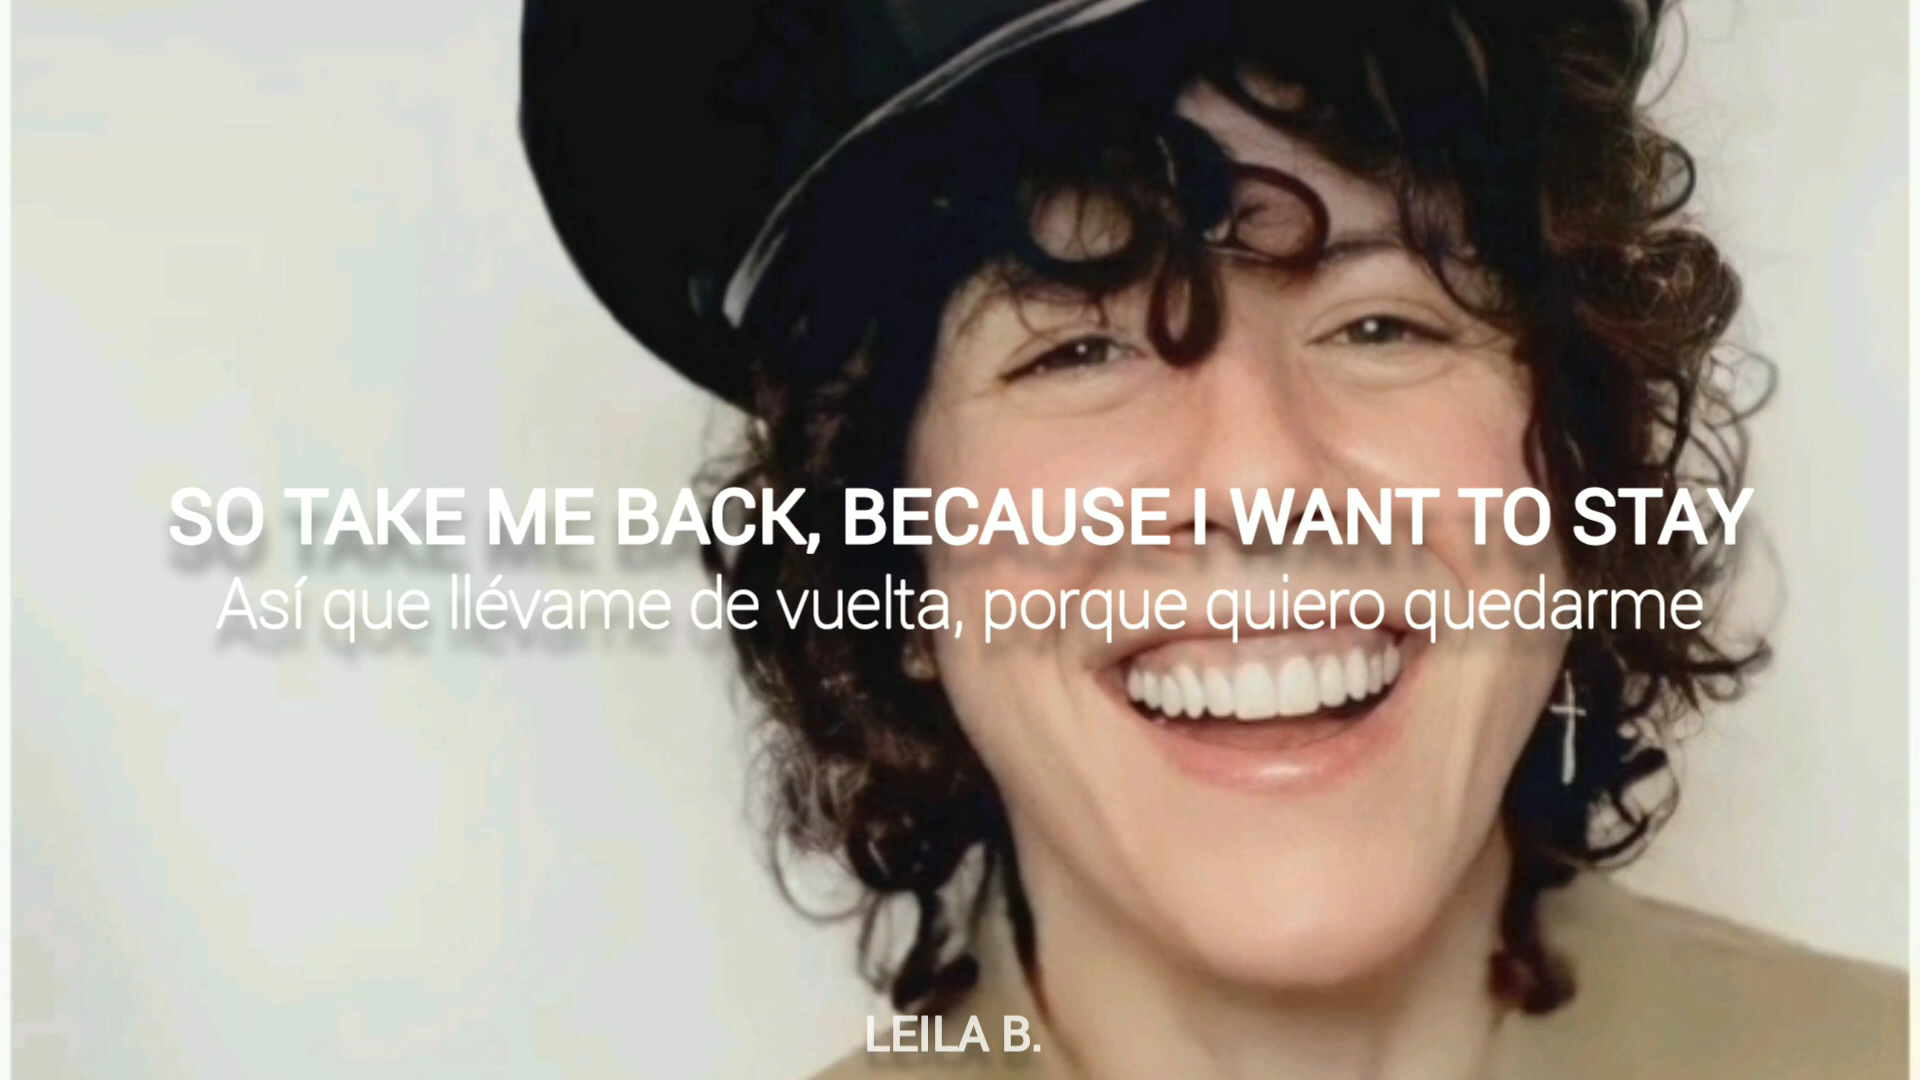 SO TAKE ME BACK, BECAUSE I WANT TO STAY
Así que llévame de vuelta, porque quiero quedarme
LEILA B.